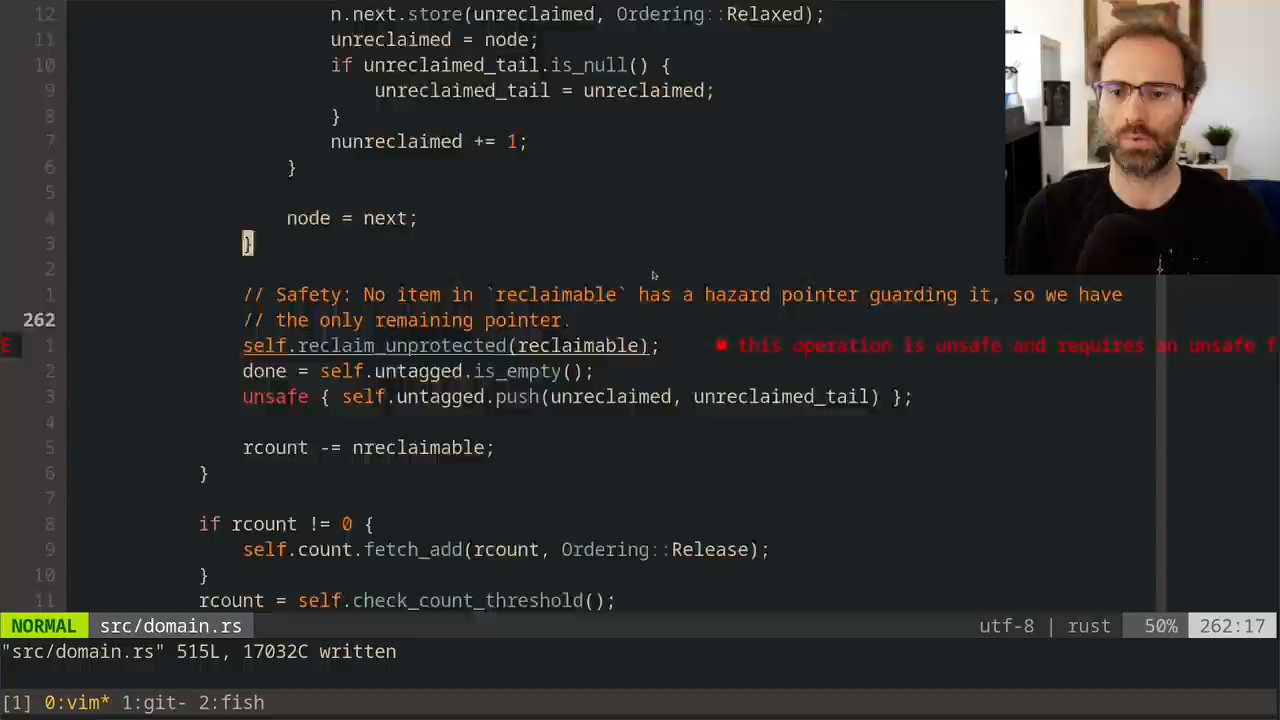 12 n.next.store(unreclaimed, Ordering::Relaxed);
11 unreclaimed = node;
10 if unreclaimed_tail.is_null() {
9 unreclaimed_tail = unreclaimed;
8 }
7 nunreclaimed += 1;
6 }
5
4 node = next;
3 }
2
1 // Safety: No item in `reclaimable` has a hazard pointer guarding it, so we have
262 // the only remaining pointer.
E 1 self.reclaim_unprotected(reclaimable); ■ this operation is unsafe and requires an unsafe f
2 done = self.untagged.is_empty();
3 unsafe { self.untagged.push(unreclaimed, unreclaimed_tail) };
4
5 rcount -= nreclaimable;
6 }
7
8 if rcount != 0 {
9 self.count.fetch_add(rcount, Ordering::Release);
10 }
11 rcount = self.check_count_threshold();
NORMAL src/domain.rs utf-8 | rust 50% 262:17
"src/domain.rs" 515L, 17032C written
[1] 0:vim* 1:git- 2:fish